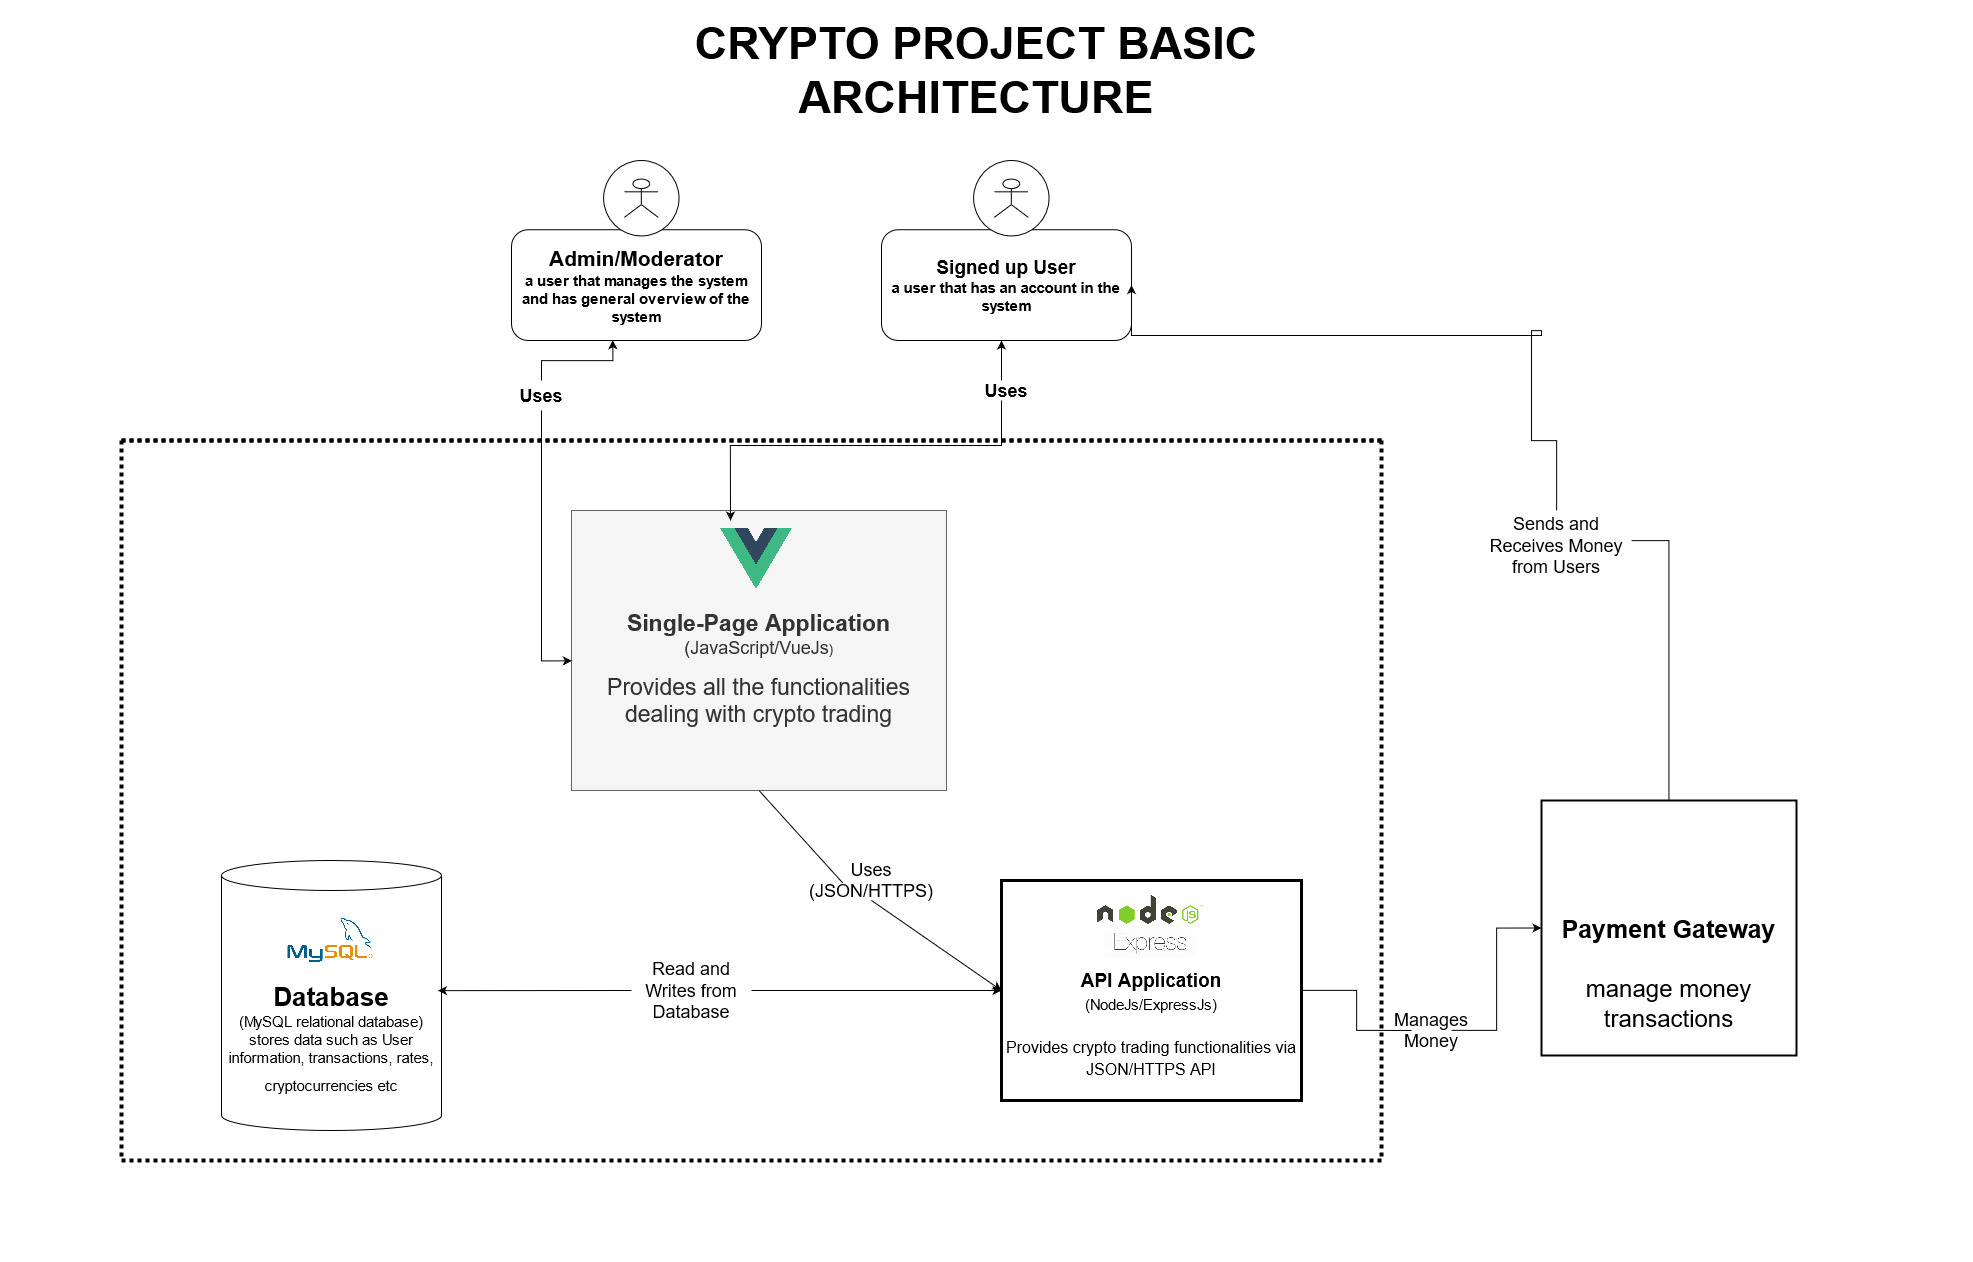 CRYPTO PROJECT BASIC
ARCHITECTURE
Admin/Moderator
a user that manages the system
and has general overview of the
system
Signed up User
a user that has an account in the
system
Uses
Uses
Sends and
Receives Money
from Users
Single-Page Application
(JavaScript/VueJs)
Provides all the functionalities
dealing with crypto trading
Uses
(JSON/HTTPS)
MySQL
Database
(MySQL relational database)
stores data such as User
information, transactions, rates,
cryptocurrencies etc
Read and
Writes from
Database
node JS
Express
API Application
(NodeJs/ExpressJs)
Provides crypto trading functionalities via
JSON/HTTPS API
Manages
Money
Payment Gateway
manage money
transactions